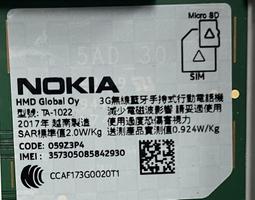 Micro SD
SIM
NOKIA
HMD Global Oy
3G無線藍牙手持式行動電話機
型號: TA-1022
減少電磁波影響 請妥適使用
2017年 越南製造
使用過度恐傷害視力
SAR標準值2.0W/Kg 送測產品實測值0.924W/Kg
CODE: 059Z3P4
IMEI: 357305085842930
CCAF173G0020T1